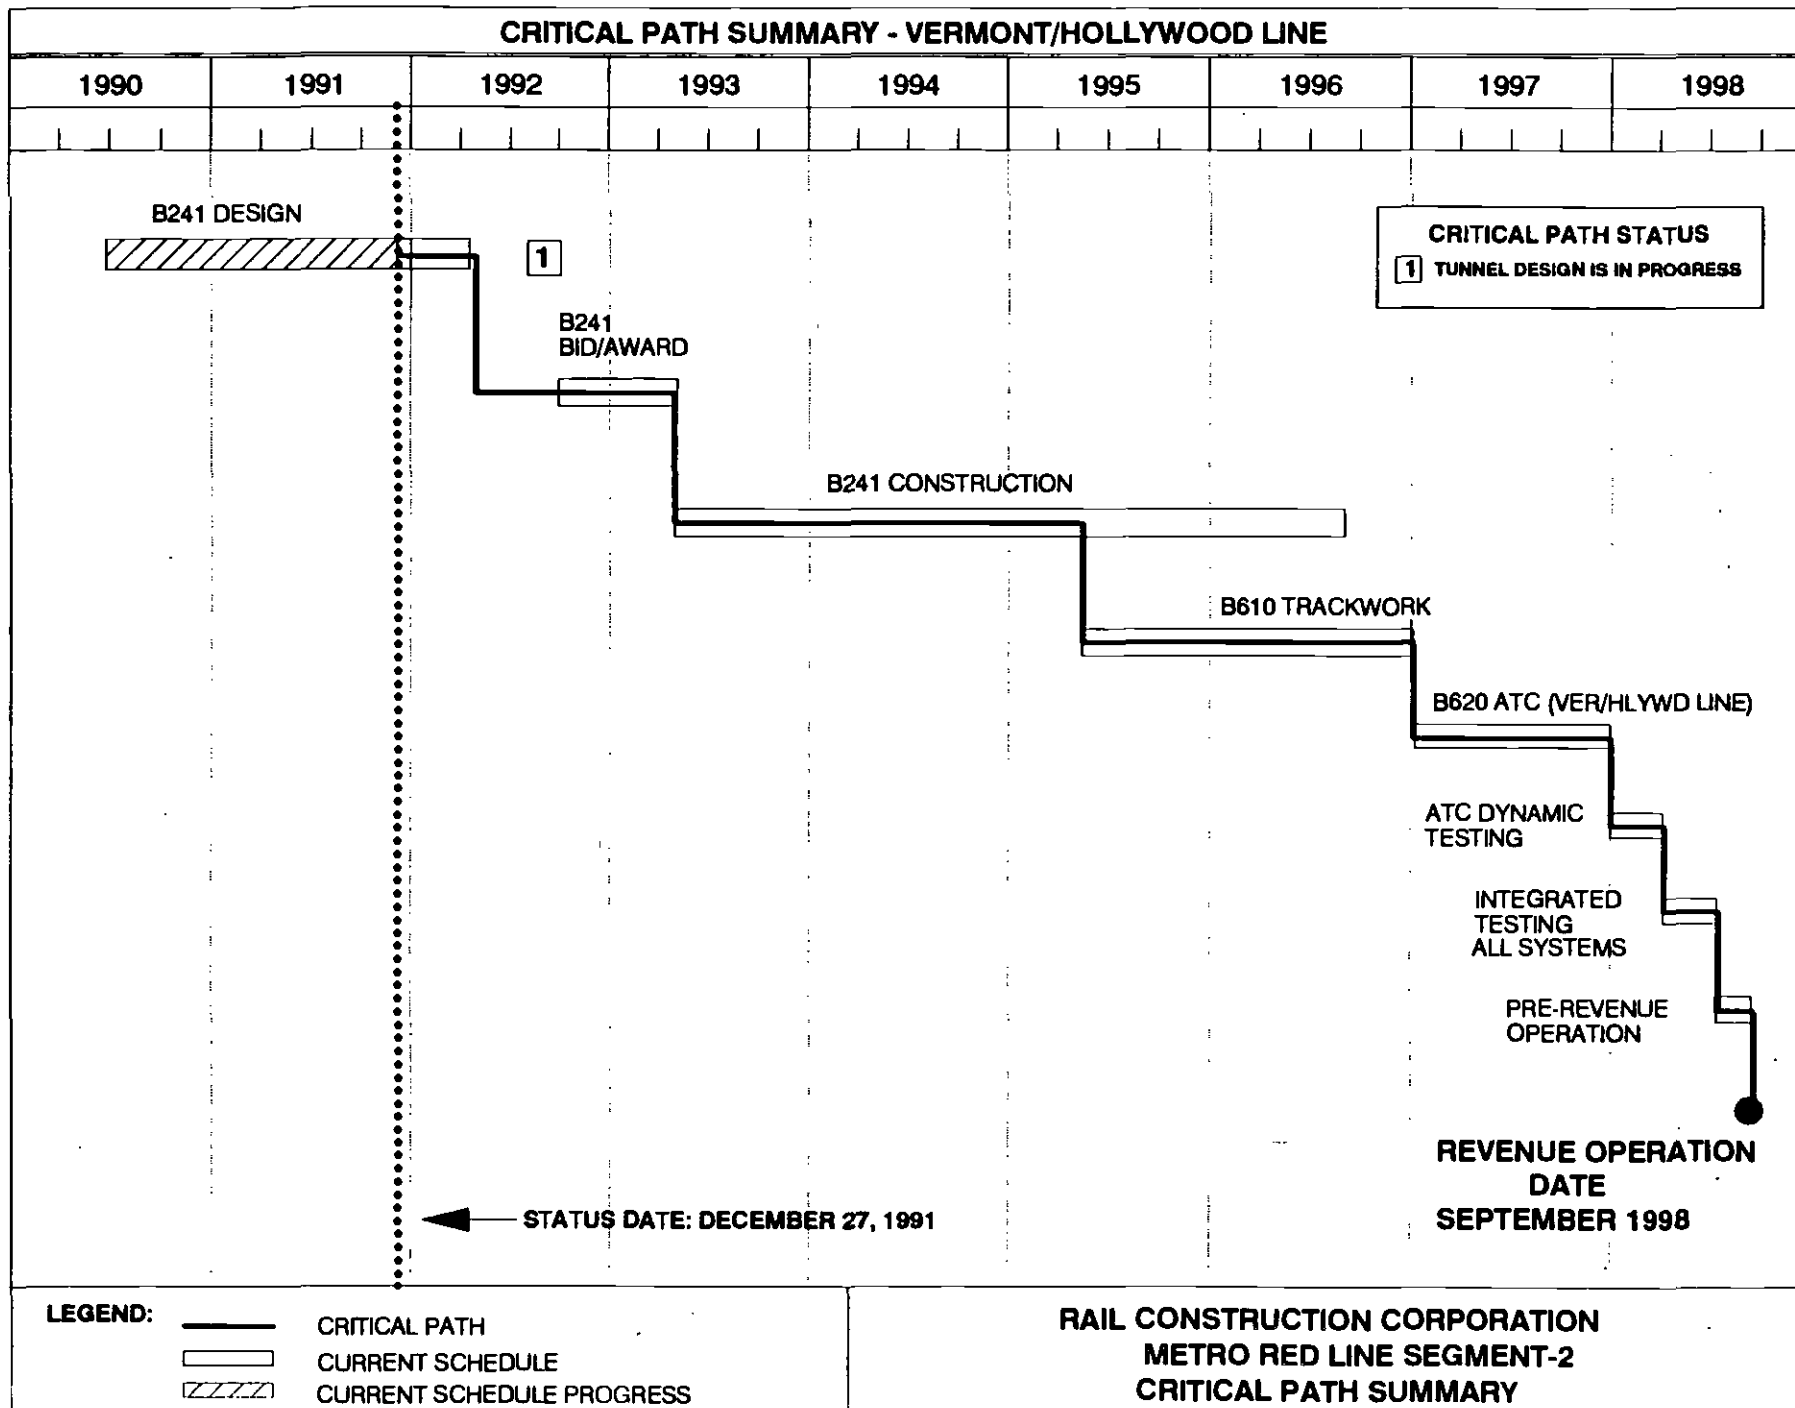 CRITICAL PATH SUMMARY - VERMONT/HOLLYWOOD LINE
1990 1991 1992 1993 1994 1995 1996 1997 1998
B241 DESIGN
1
CRITICAL PATH STATUS
1 TUNNEL DESIGN IS IN PROGRESS
B241
BID/AWARD
B241 CONSTRUCTION
B610 TRACKWORK
B620 ATC (VER/HLYWD LINE)
ATC DYNAMIC
TESTING
INTEGRATED
TESTING
ALL SYSTEMS
PRE-REVENUE
OPERATION
REVENUE OPERATION
DATE
SEPTEMBER 1998
STATUS DATE: DECEMBER 27, 1991
LEGEND:
CRITICAL PATH
CURRENT SCHEDULE
CURRENT SCHEDULE PROGRESS
RAIL CONSTRUCTION CORPORATION
METRO RED LINE SEGMENT-2
CRITICAL PATH SUMMARY